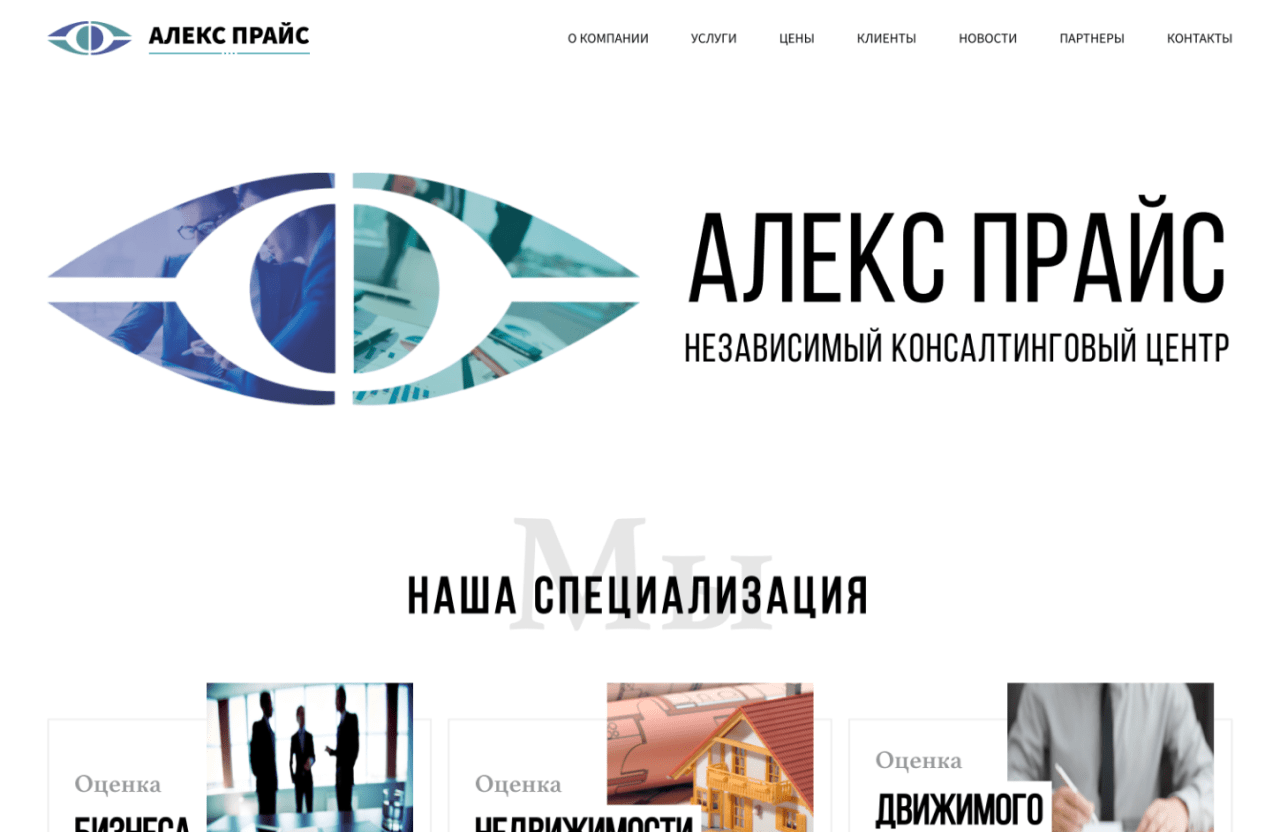 АЛЕКС ПРАЙС
О КОМПАНИИ УСЛУГИ ЦЕНЫ КЛИЕНТЫ НОВОСТИ ПАРТНЕРЫ КОНТАКТЫ
АЛЕКС ПРАЙС
НЕЗАВИСИМЫЙ КОНСАЛТИНГОВЫЙ ЦЕНТР
Мы
НАША СПЕЦИАЛИЗАЦИЯ
Оценка
БИЗНЕСА
Оценка
НЕДВИЖИМОСТИ
Оценка
ДВИЖИМОГО